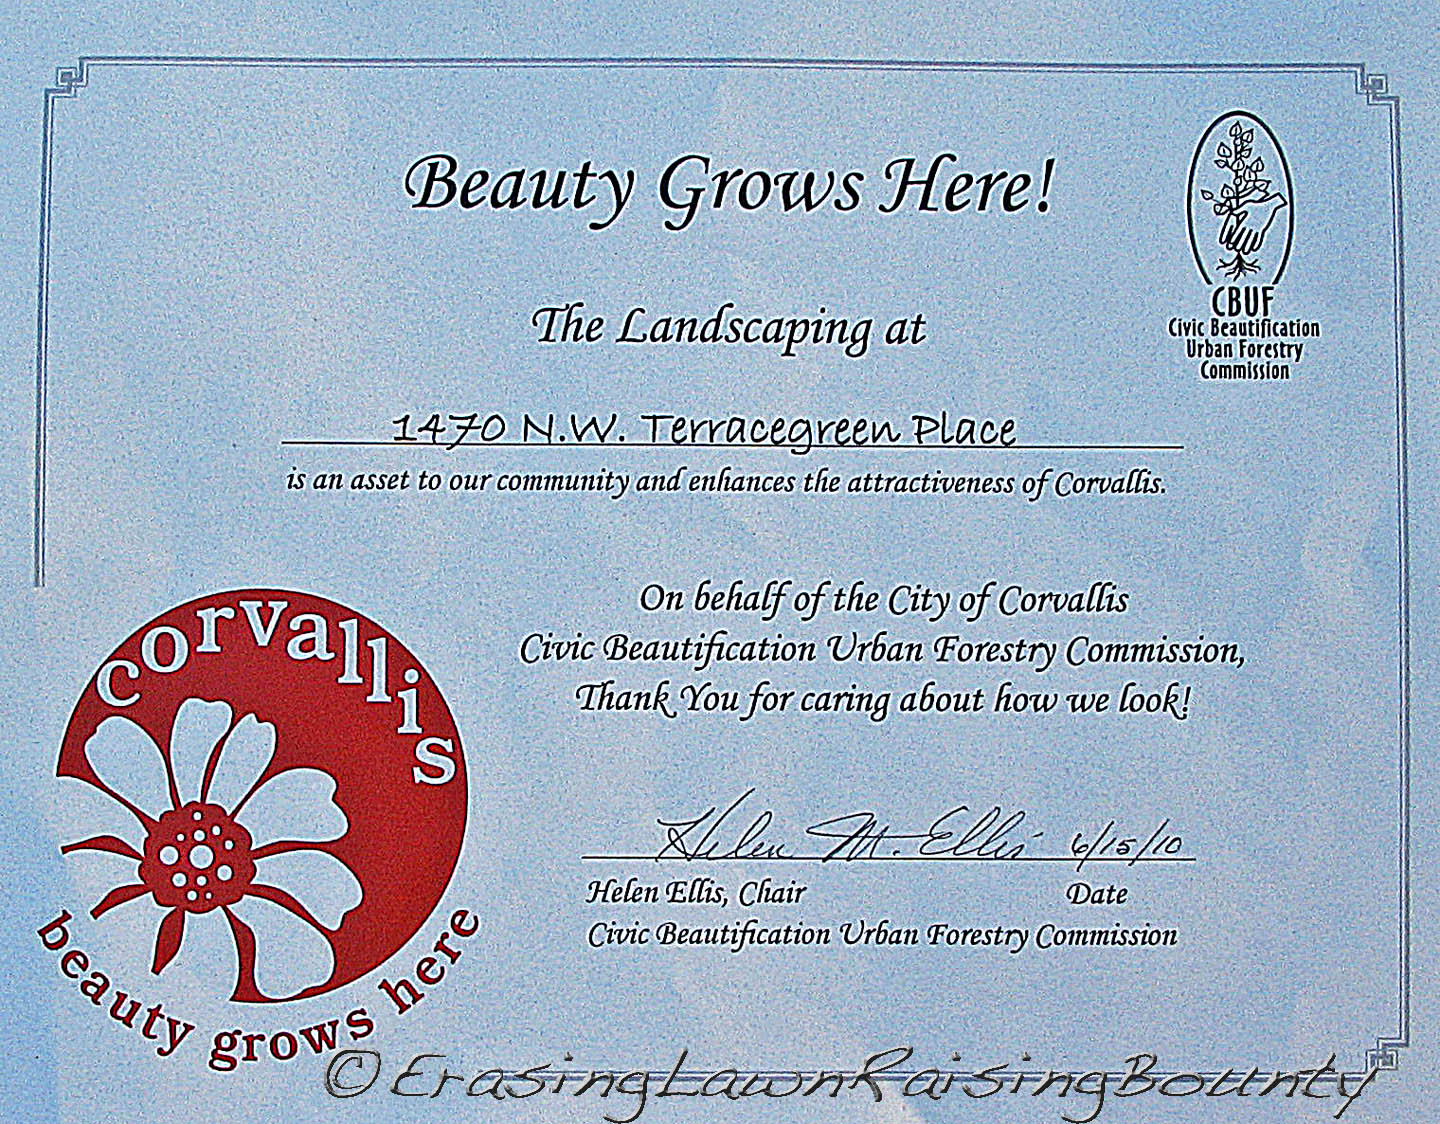 Beauty Grows Here!
CBUF
Civic Beautification
Urban Forestry
Commission
The Landscaping at
1470 N.W. Terracegreen Place
is an asset to our community and enhances the attractiveness of Corvallis.
On behalf of the City of Corvallis
Civic Beautification Urban Forestry Commission,
Thank You for caring about how we look!
corvallis
beauty grows here
Helen M. Ellis 6/15/10
Helen Ellis, Chair Date
Civic Beautification Urban Forestry Commission
©ErasingLawnRaisingBounty